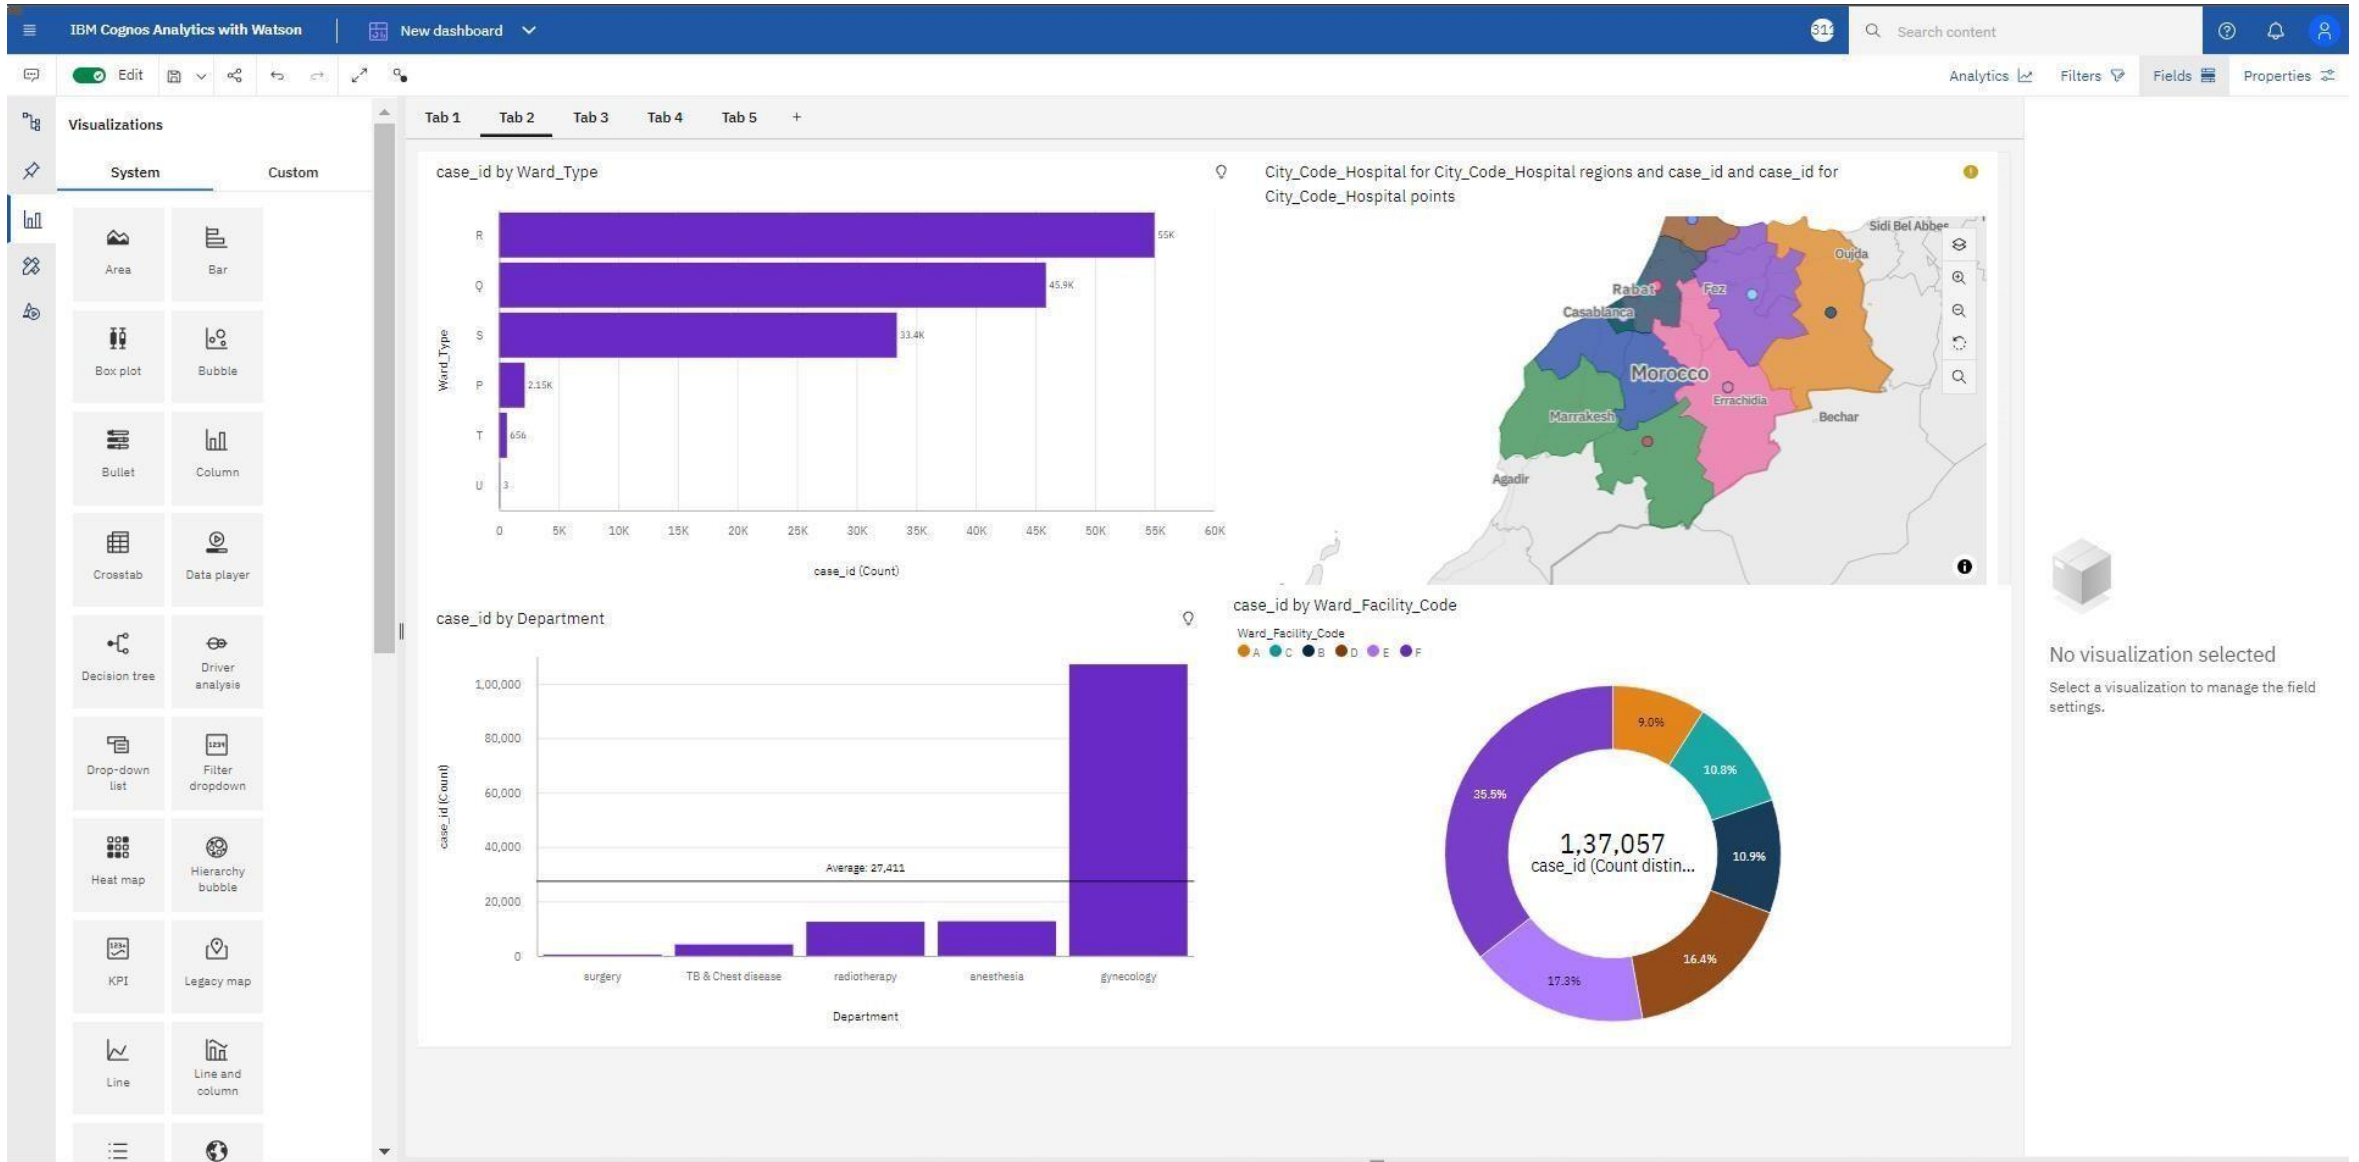 IBM Cognos Analytics with Watson
New dashboard
311
Search content
Edit
Analytics
Filters
Fields
Properties
Visualizations
System
Custom
Area
Bar
Box plot
Bubble
Bullet
Column
Crosstab
Data player
Decision tree
Driver
analysis
Drop-down
list
Filter
dropdown
Heat map
Hierarchy
bubble
KPI
Legacy map
Line
Line and
column
Tab 1
Tab 2
Tab 3
Tab 4
Tab 5
+
case_id by Ward_Type
Ward_Type
R
55K
Q
45.9K
S
33.4K
P
2.15K
T
656
U
3
0
5K
10K
15K
20K
25K
30K
35K
40K
45K
50K
55K
60K
case_id (Count)
City_Code_Hospital for City_Code_Hospital regions and case_id and case_id for
City_Code_Hospital points
Sidi Bel Abbes
Oujda
Rabat
Fez
Casablanca
Morocco
Errachidia
Marrakesh
Bechar
Agadir
case_id by Department
case_id (Count)
1,00,000
80,000
60,000
40,000
20,000
0
Average: 27,411
surgery
TB & Chest disease
radiotherapy
anesthesia
gynecology
Department
case_id by Ward_Facility_Code
Ward_Facility_Code
A C B D E F
9.0%
10.8%
10.9%
16.4%
17.3%
35.5%
1,37,057
case_id (Count distin...
No visualization selected
Select a visualization to manage the field
settings.